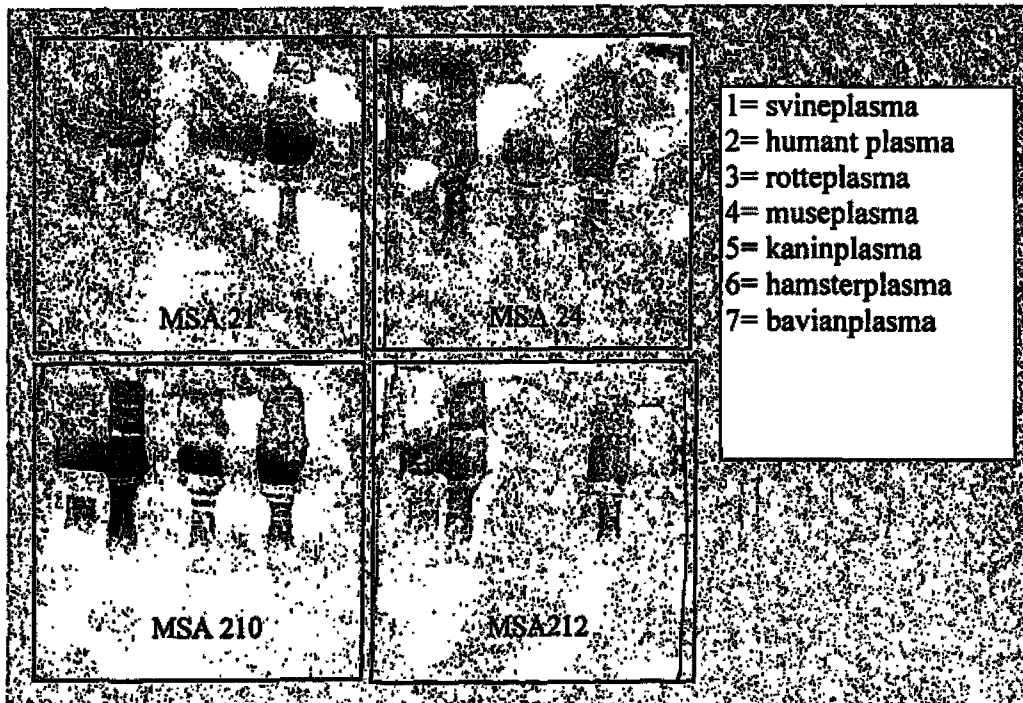 MSA 21
MSA 24
MSA 210
MSA212
1= svineplasma
2= humant plasma
3= rotteplasma
4= museplasma
5= kaninplasma
6= hamsterplasma
7= bavianplasma